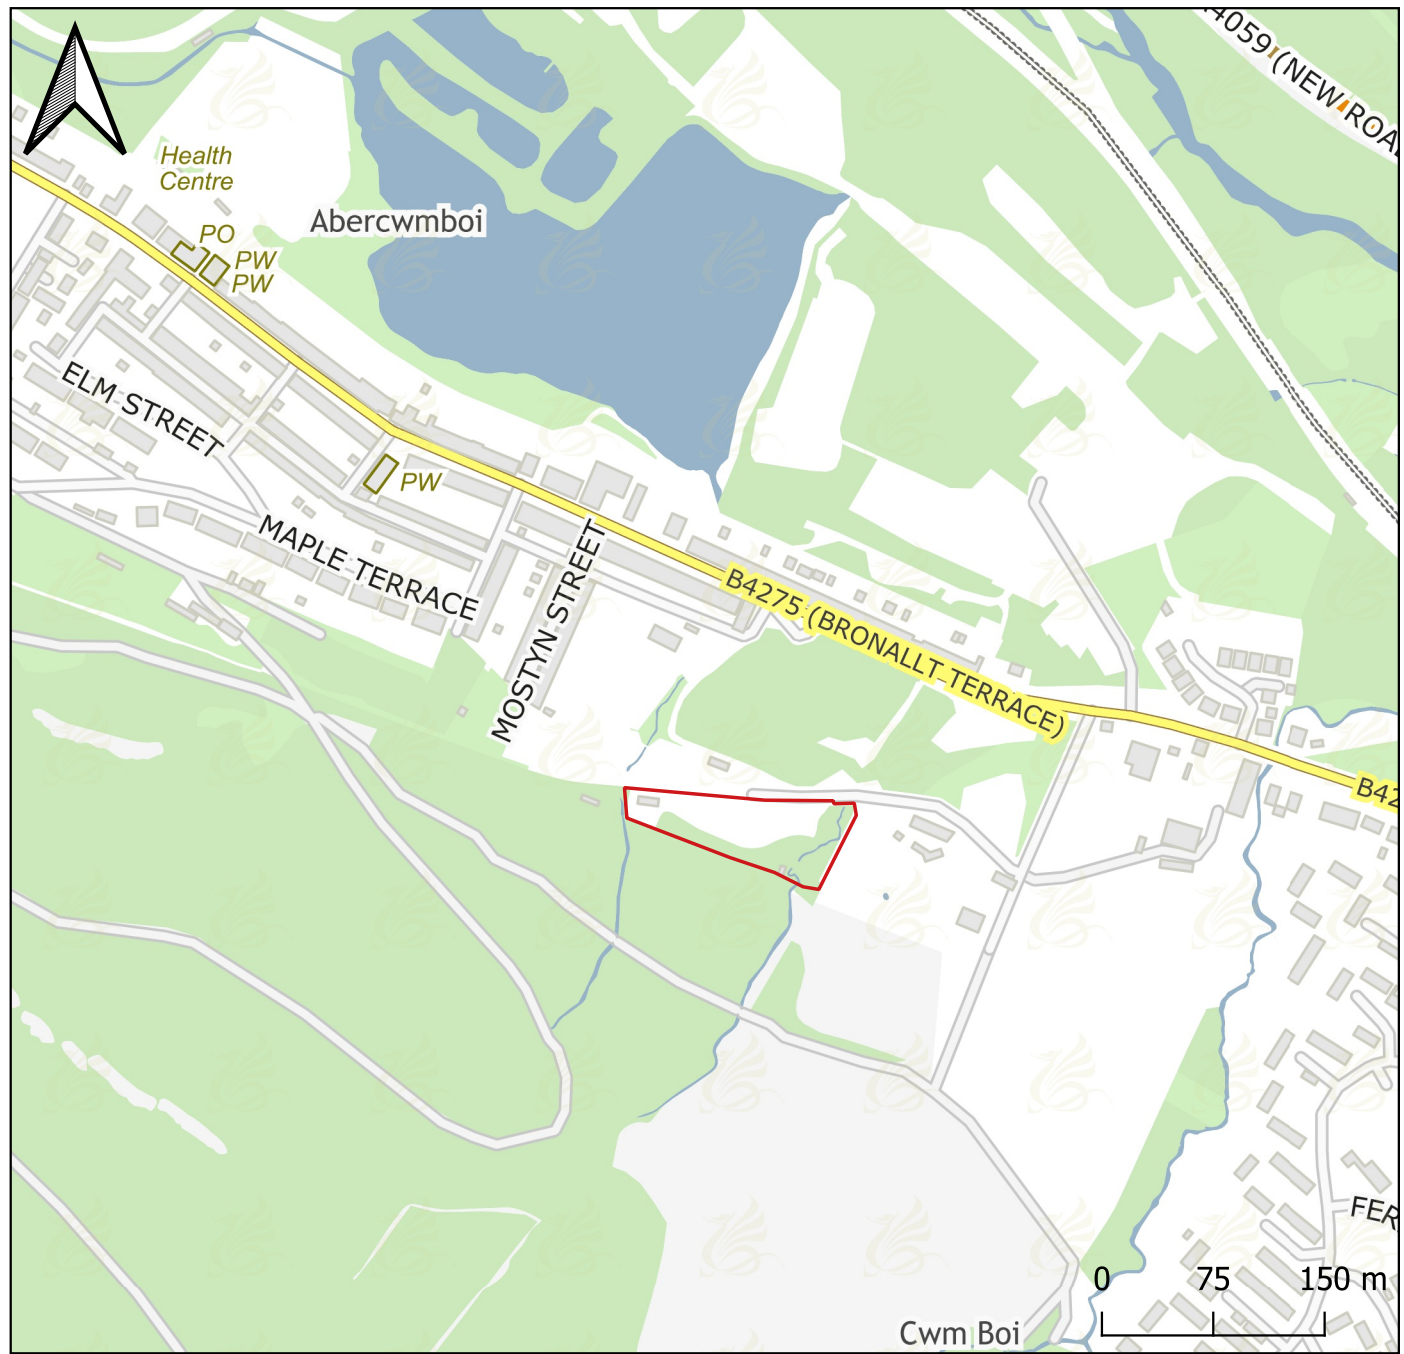 A4059 (NEW ROA
Health
Centre
Abercwmboi
PO
PW
PW
ELM STREET
PW
MAPLE TERRACE
MOSTYN STREET
B4275 (BRONALLT TERRACE)
B42
FER
0 75 150 m
Cwm Boi